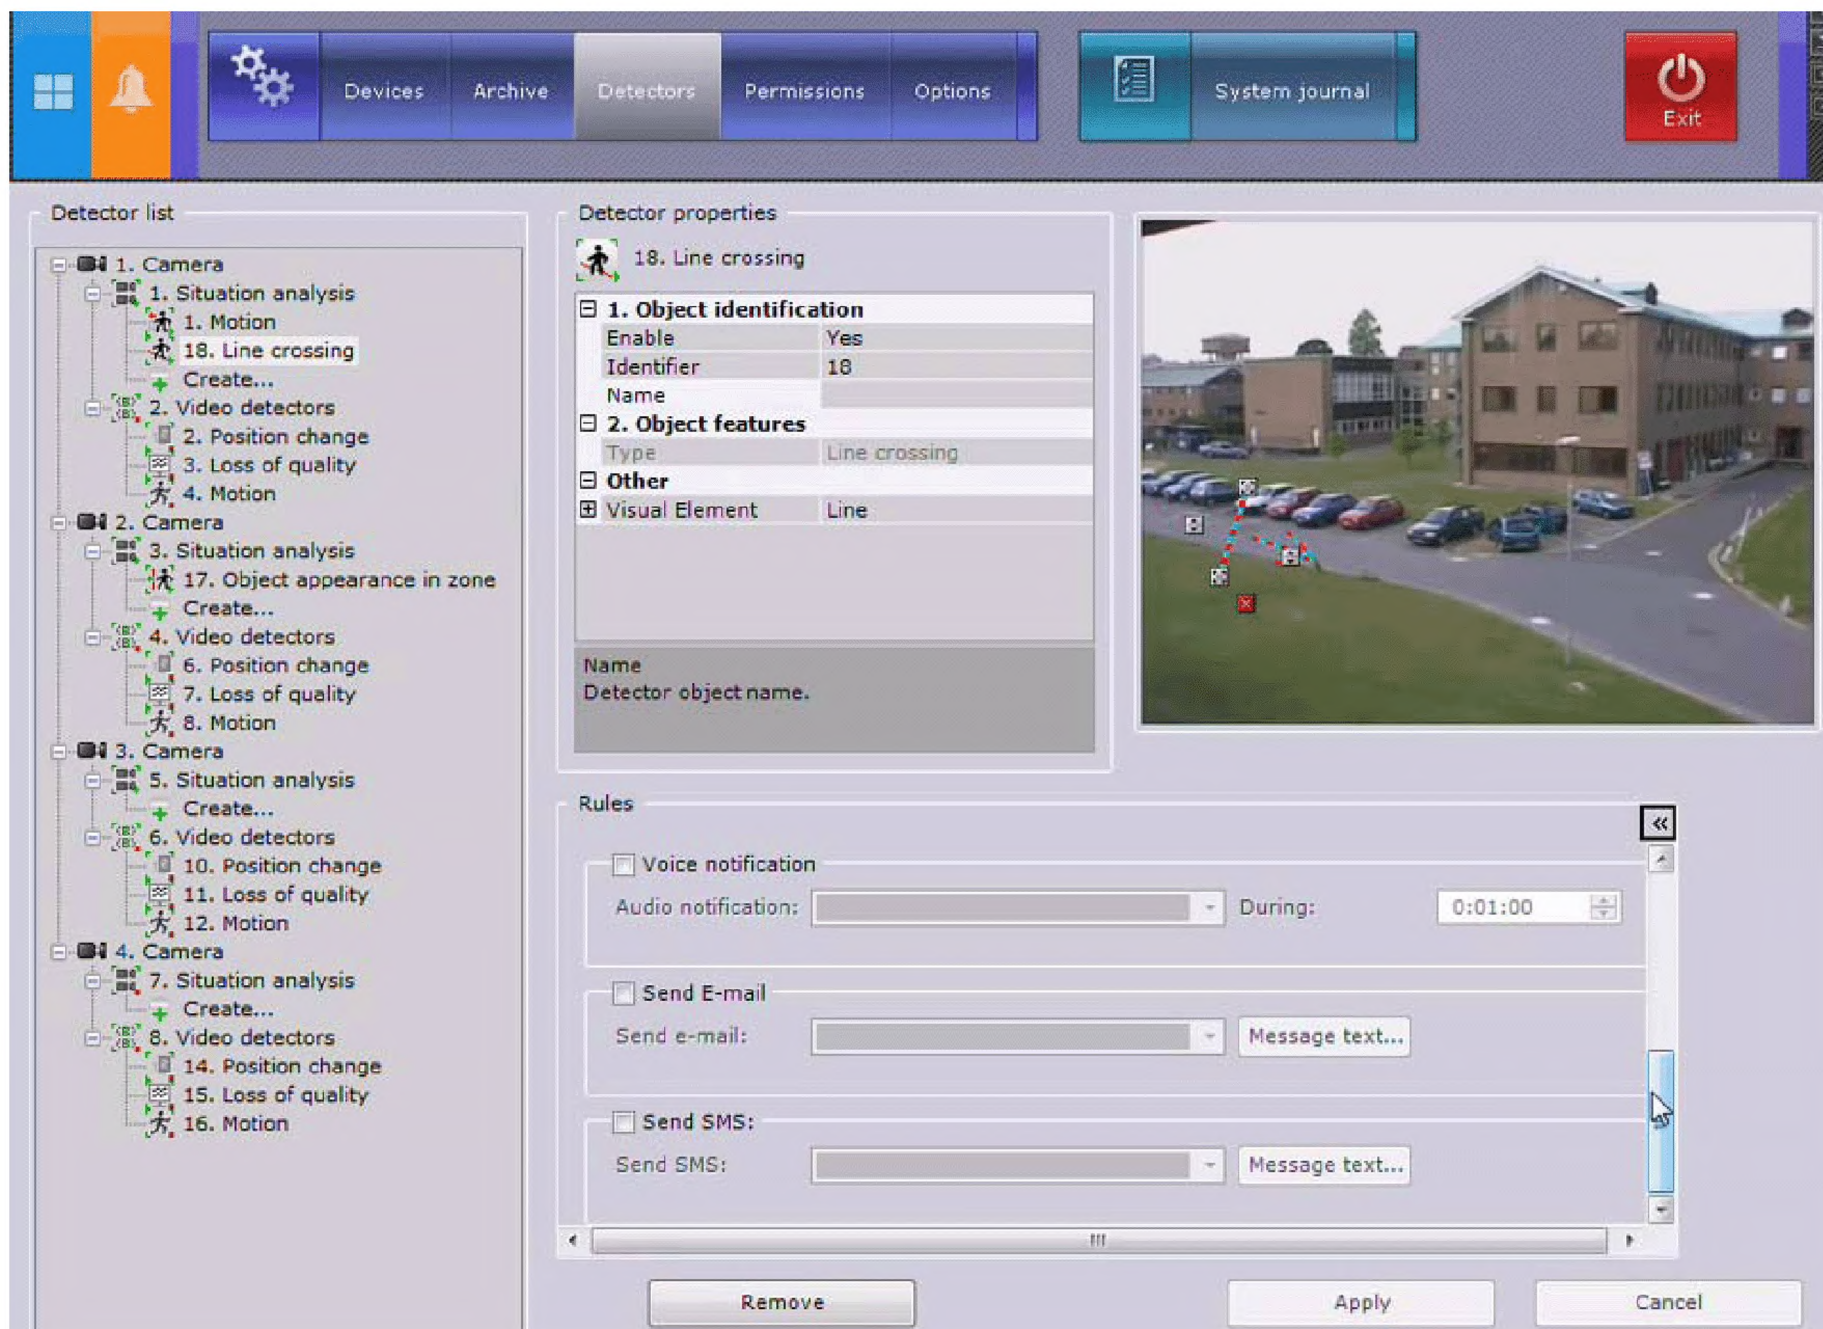 Devices
Archive
Detectors
Permissions
Options
System journal
Exit
Detector list
1. Camera
1. Situation analysis
1. Motion
18. Line crossing
Create...
2. Video detectors
2. Position change
3. Loss of quality
4. Motion
2. Camera
3. Situation analysis
17. Object appearance in zone
Create...
4. Video detectors
6. Position change
7. Loss of quality
8. Motion
3. Camera
5. Situation analysis
Create...
6. Video detectors
10. Position change
11. Loss of quality
12. Motion
4. Camera
7. Situation analysis
Create...
8. Video detectors
14. Position change
15. Loss of quality
16. Motion
Detector properties
18. Line crossing
1. Object identification
Enable Yes
Identifier 18
Name
2. Object features
Type Line crossing
Other
Visual Element Line
Name
Detector object name.
Rules
Voice notification
Audio notification: During: 0:01:00
Send E-mail
Send e-mail: Message text...
Send SMS:
Send SMS: Message text...
Remove
Apply
Cancel